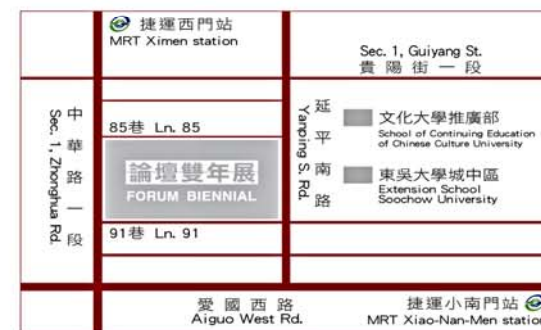 捷運西門站
MRT Ximen station
Sec. 1, Guiyang St.
貴陽街一段
中華路一段
Sec. 1, Zhonghua Rd.
85巷 Ln. 85
論壇雙年展
FORUM BIENNIAL
91巷 Ln. 91
延平南路
Yanping S. Rd.
文化大學推廣部
School of Continuing Education
of Chinese Culture University
東吳大學城中區
Extension School
Soochow University
愛國西路
Aiguo West Rd.
捷運小南門站
MRT Xiao-Nan-Men station